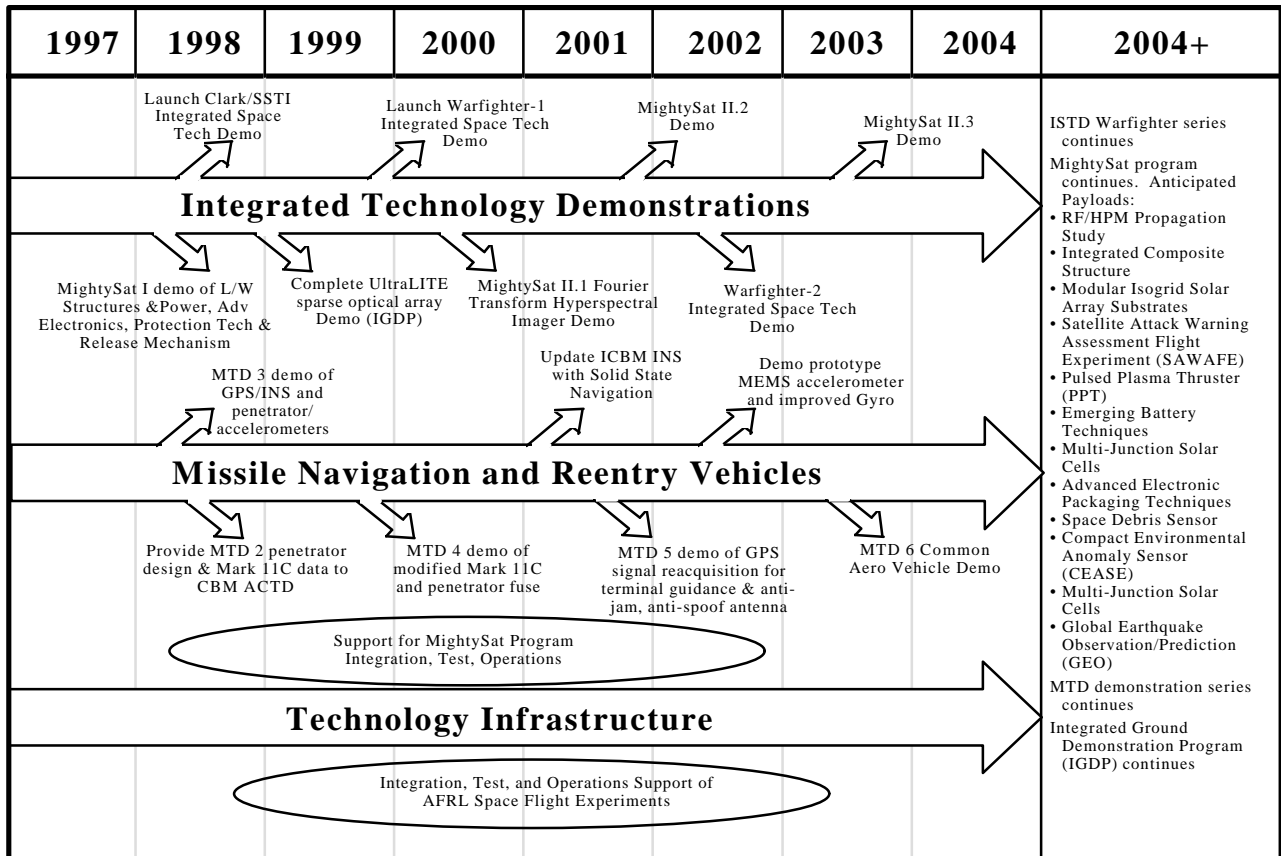 1997 1998 1999 2000 2001 2002 2003 2004 2004+
Launch Clark/SSTI
Integrated Space
Tech Demo
Launch Warfighter-1
Integrated Space Tech
Demo
MightySat II.2
Demo
MightySat II.3
Demo
Integrated Technology Demonstrations
MightySat I demo of L/W
Structures &Power, Adv
Electronics, Protection Tech &
Release Mechanism
Complete UltraLITE
sparse optical array
Demo (IGDP)
MightySat II.1 Fourier
Transform Hyperspectral
Imager Demo
Warfighter-2
Integrated Space Tech
Demo
MTD 3 demo of
GPS/INS and
penetrator/
accelerometers
Update ICBM INS
with Solid State
Navigation
Demo prototype
MEMS accelerometer
and improved Gyro
Missile Navigation and Reentry Vehicles
Provide MTD 2 penetrator
design & Mark 11C data to
CBM ACTD
MTD 4 demo of
modified Mark 11C
and penetrator fuse
MTD 5 demo of GPS
signal reacquisition for
terminal guidance & anti-
jam, anti-spoof antenna
MTD 6 Common
Aero Vehicle Demo
Support for MightySat Program
Integration, Test, Operations
Technology Infrastructure
Integration, Test, and Operations Support of
AFRL Space Flight Experiments
ISTD Warfighter series
continues
MightySat program
continues. Anticipated
Payloads:
• RF/HPM Propagation
Study
• Integrated Composite
Structure
• Modular Isogrid Solar
Array Substrates
• Satellite Attack Warning
Assessment Flight
Experiment (SAWAFE)
• Pulsed Plasma Thruster
(PPT)
• Emerging Battery
Techniques
• Multi-Junction Solar
Cells
• Advanced Electronic
Packaging Techniques
• Space Debris Sensor
• Compact Environmental
Anomaly Sensor
(CEASE)
• Multi-Junction Solar
Cells
• Global Earthquake
Observation/Prediction
(GEO)
MTD demonstration series
continues
Integrated Ground
Demonstration Program
(IGDP) continues